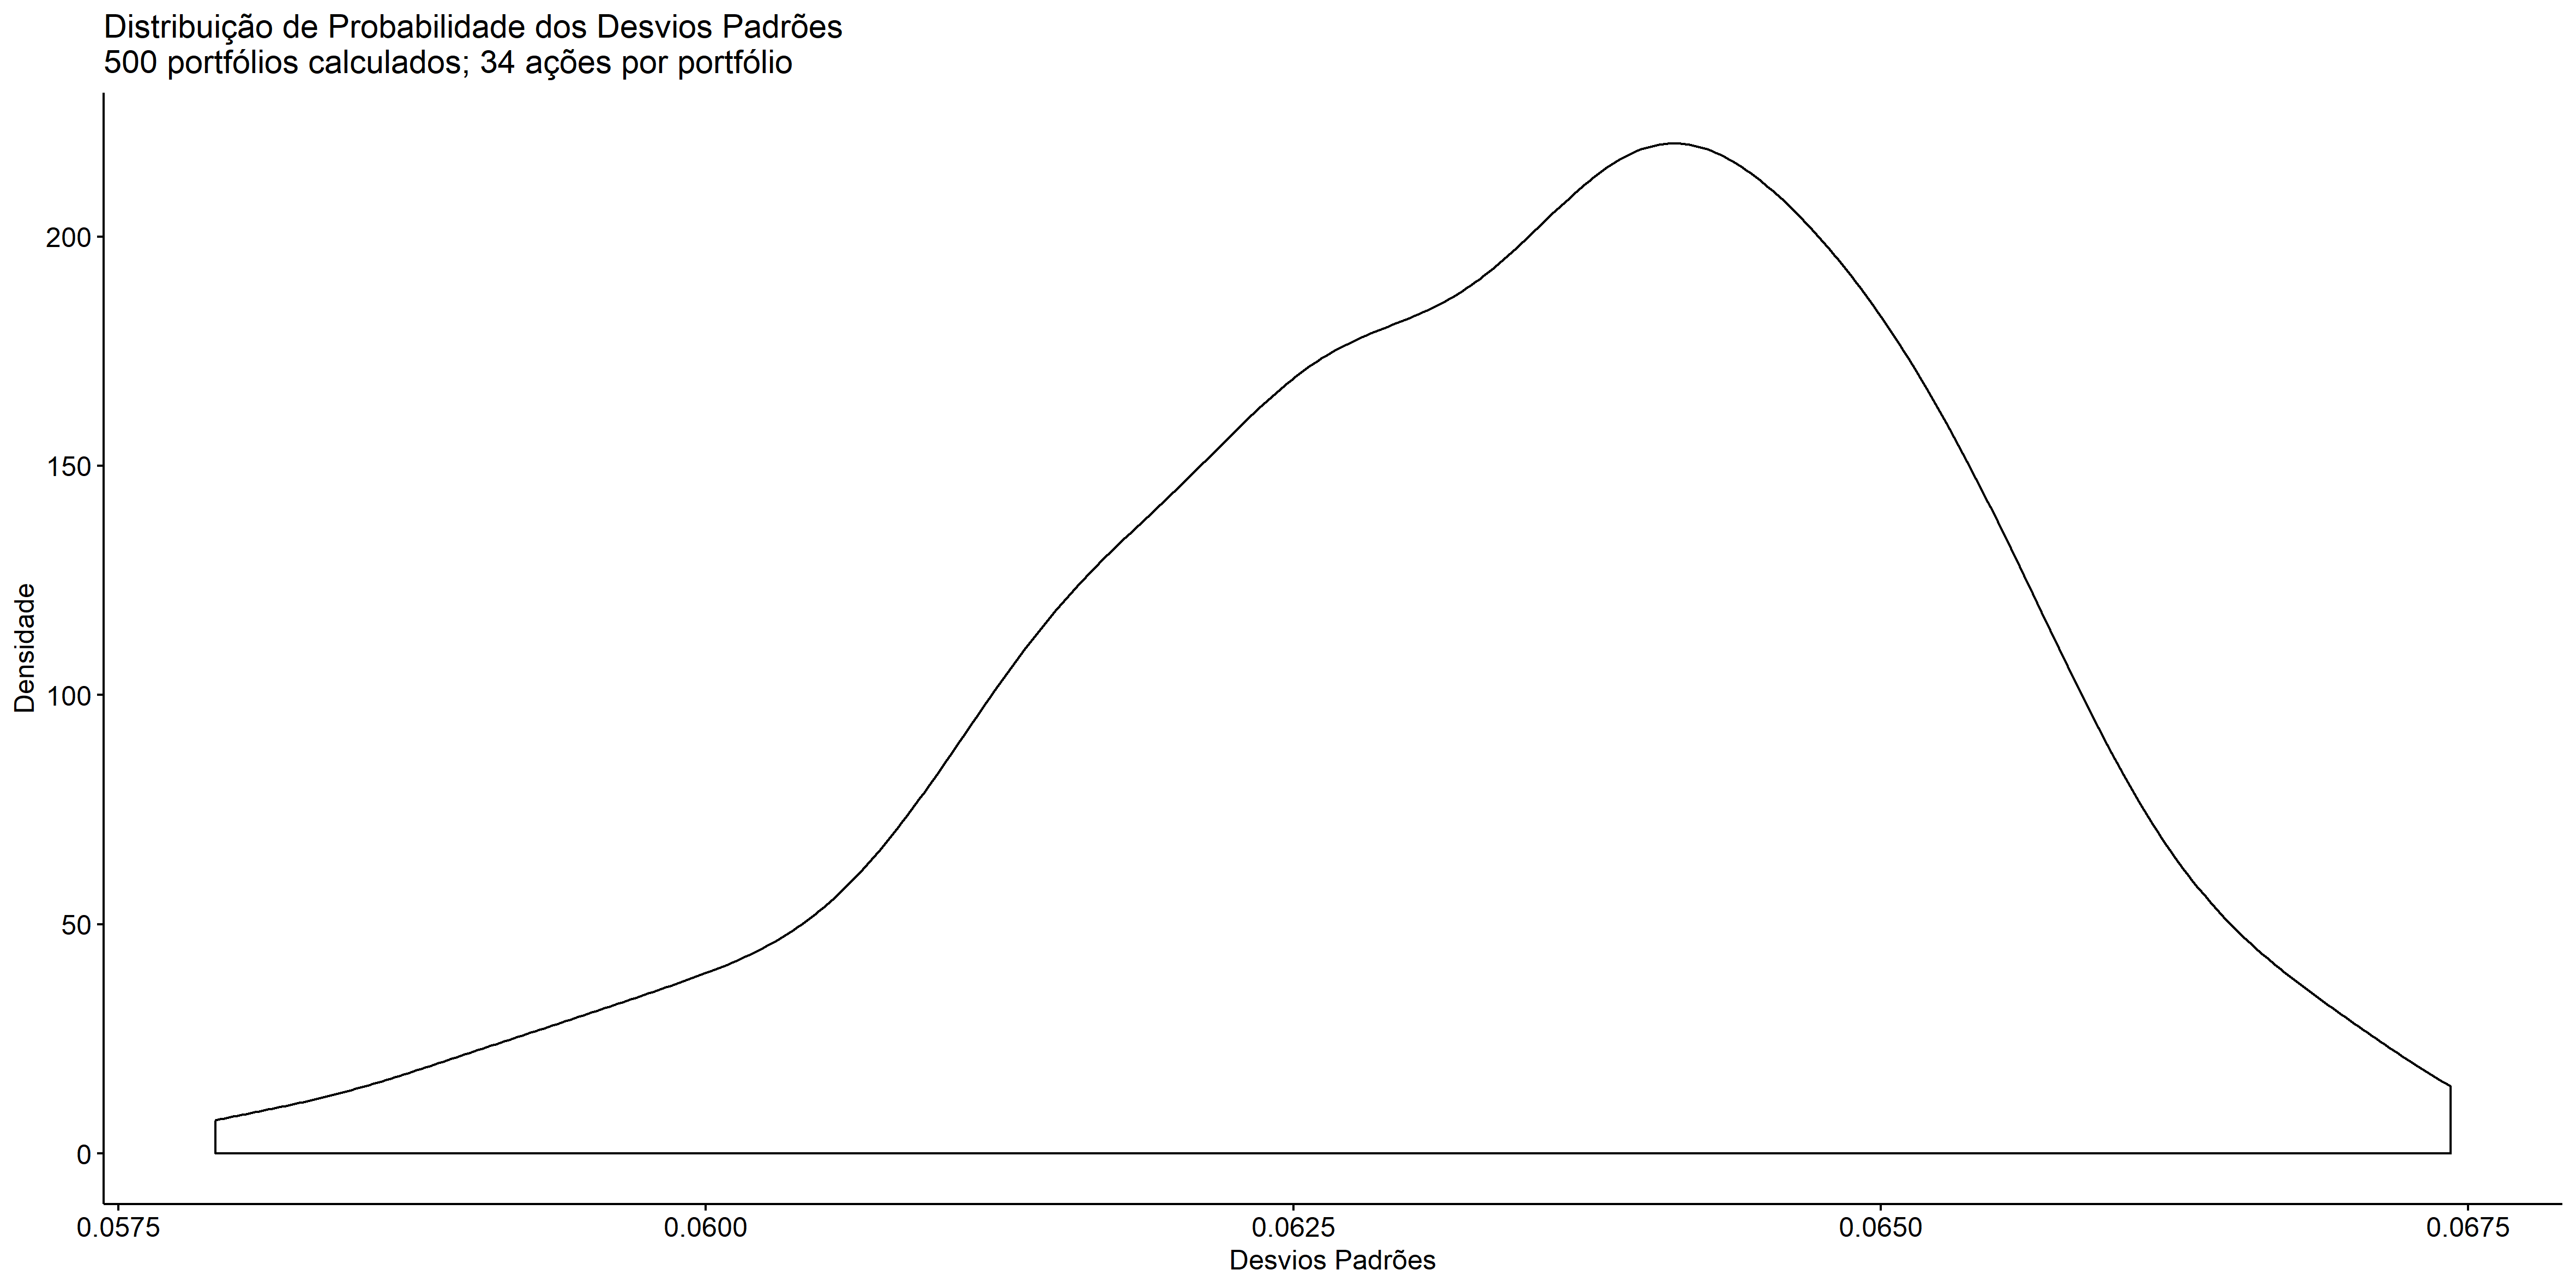 Distribuição de Probabilidade dos Desvios Padrões
500 portfólios calculados; 34 ações por portfólio
200
150
100
50
0
Densidade
0.0575
0.0600
0.0625
0.0650
0.0675
Desvios Padrões